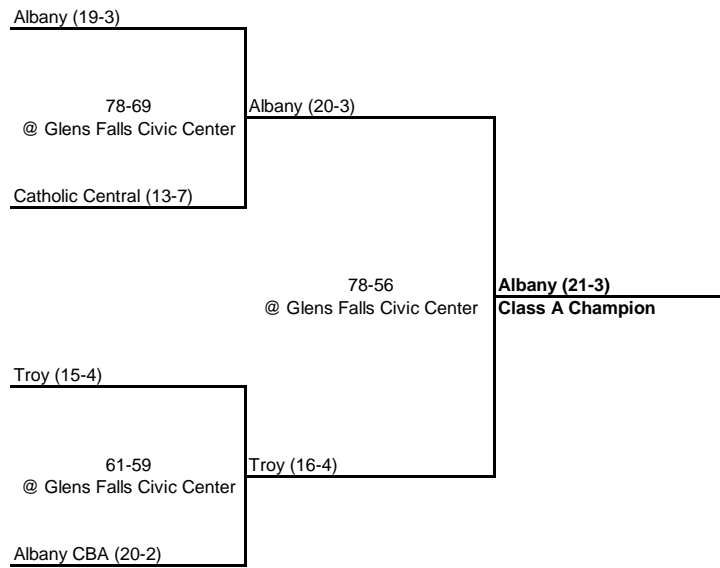 Albany (19-3)
78-69
@ Glens Falls Civic Center
Albany (20-3)
Catholic Central (13-7)
78-56
@ Glens Falls Civic Center
Albany (21-3)
Class A Champion
Troy (15-4)
61-59
@ Glens Falls Civic Center
Troy (16-4)
Albany CBA (20-2)